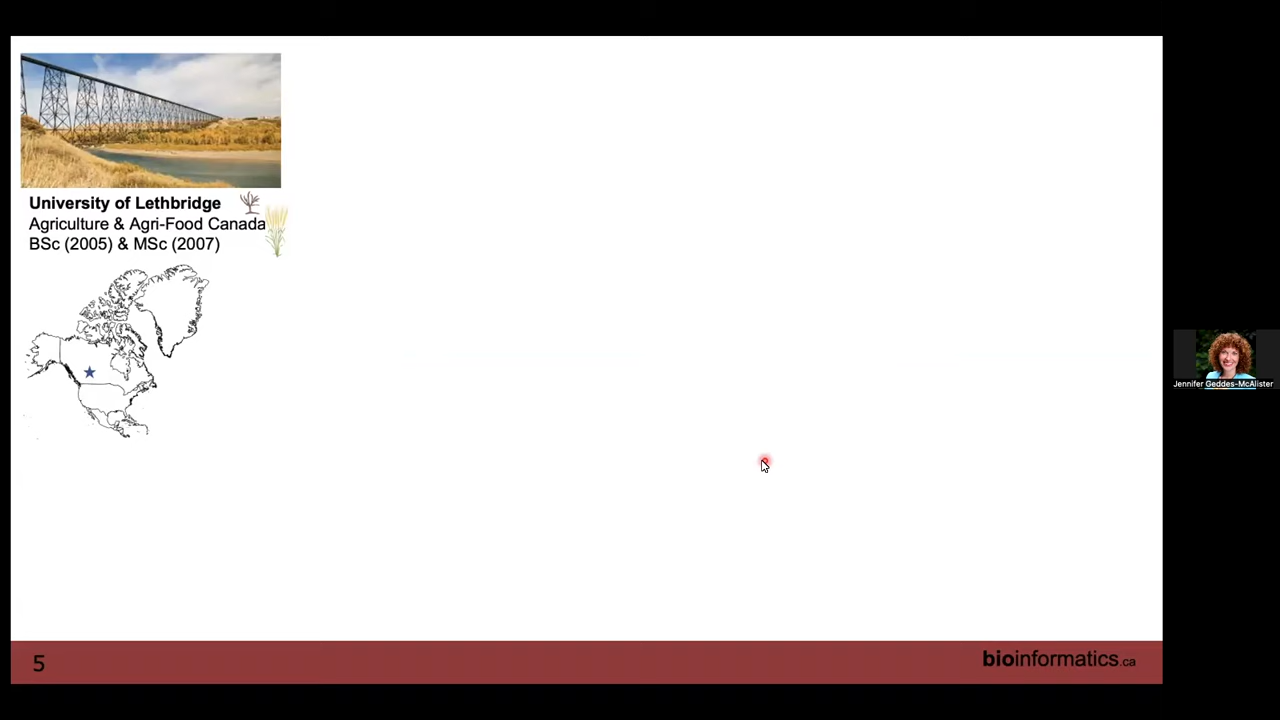 University of Lethbridge
Agriculture & Agri-Food Canada
BSc (2005) & MSc (2007)
Jennifer Geddes-McAlister
5
bioinformatics.ca